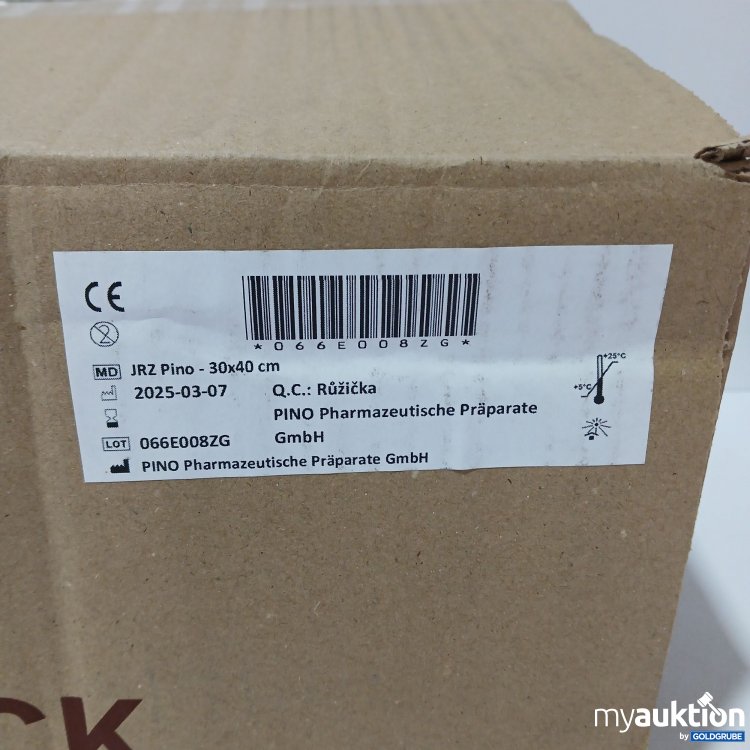 CE
*066E008ZG*
MD JRZ Pino - 30x40 cm
2025-03-07 Q.C.: Růžička
PINO Pharmazeutische Präparate
GmbH
LOT 066E008ZG
PINO Pharmazeutische Präparate GmbH
+25°C
+5°C
2
CK
myauktion
by GOLDGRUBE